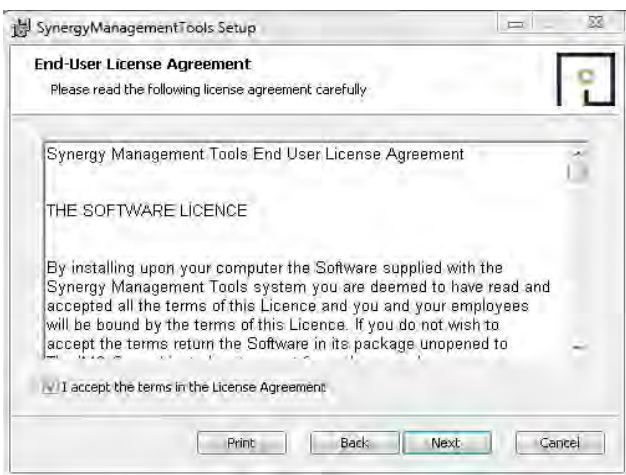 SynergyManagementTools Setup
End-User License Agreement
Please read the following license agreement carefully
Synergy Management Tools End User License Agreement
THE SOFTWARE LICENCE
By installing upon your computer the Software supplied with the
Synergy Management Tools system you are deemed to have read and
accepted all the terms of this Licence and you and your employees
will be bound by the terms of this Licence. If you do not wish to
accept the terms return the Software in its package unopened to
I accept the terms in the License Agreement
Print
Back
Next
Cancel